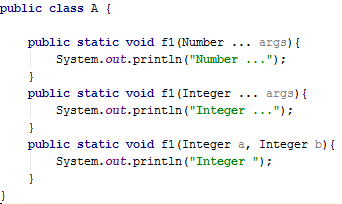 public class A {
public static void f1(Number ... args){
System.out.println("Number ...");
}
public static void f1(Integer ... args){
System.out.println("Integer ...");
}
public static void f1(Integer a, Integer b){
System.out.println("Integer ");
}
}